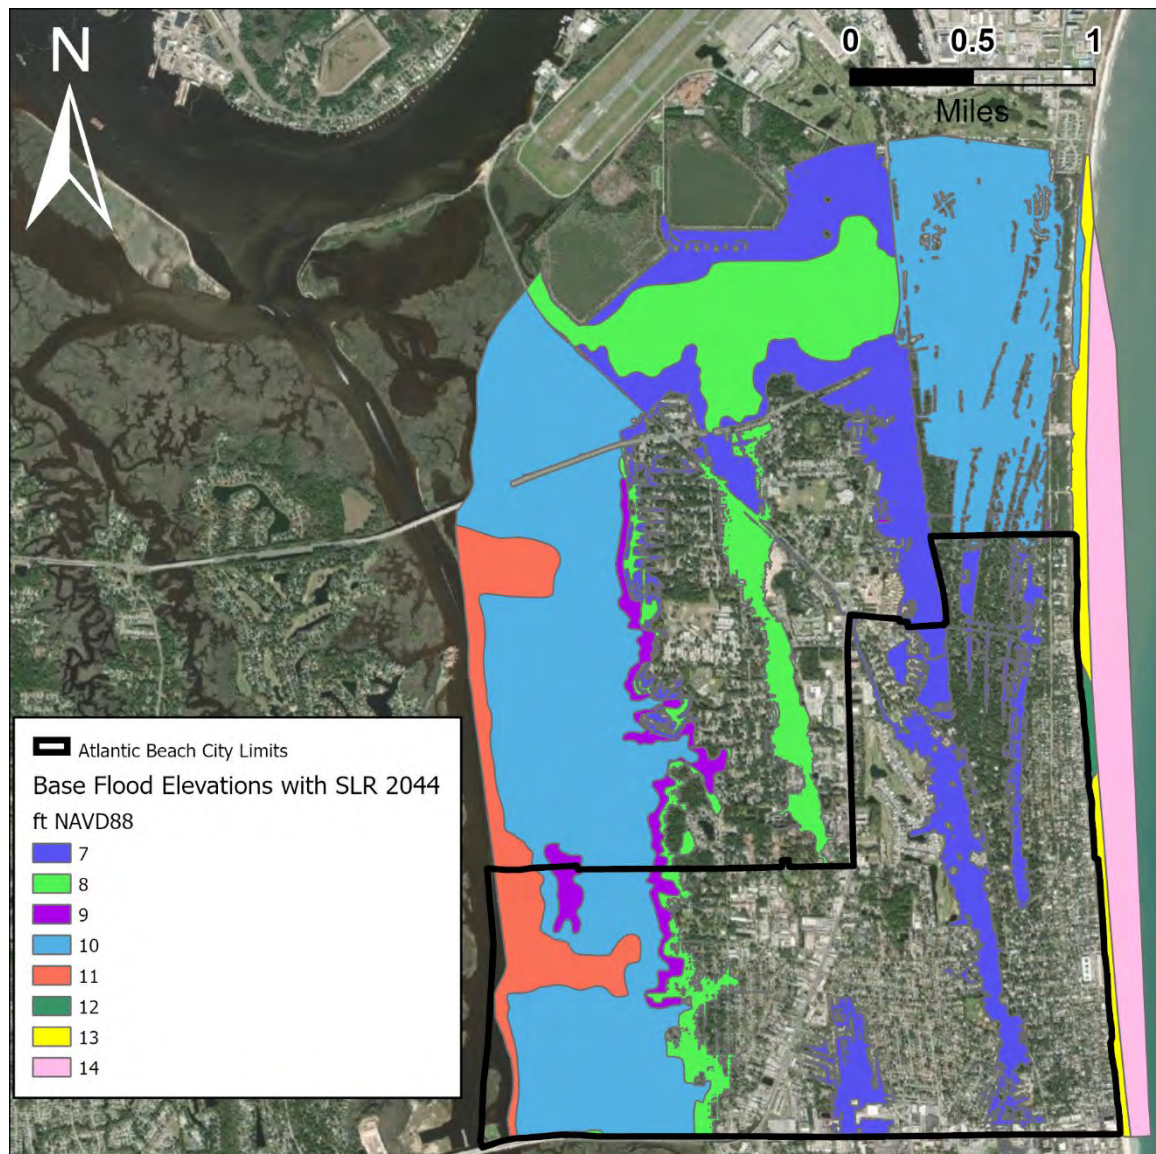 N
0 0.5 1
Miles
Atlantic Beach City Limits
Base Flood Elevations with SLR 2044
ft NAVD88
7
8
9
10
11
12
13
14